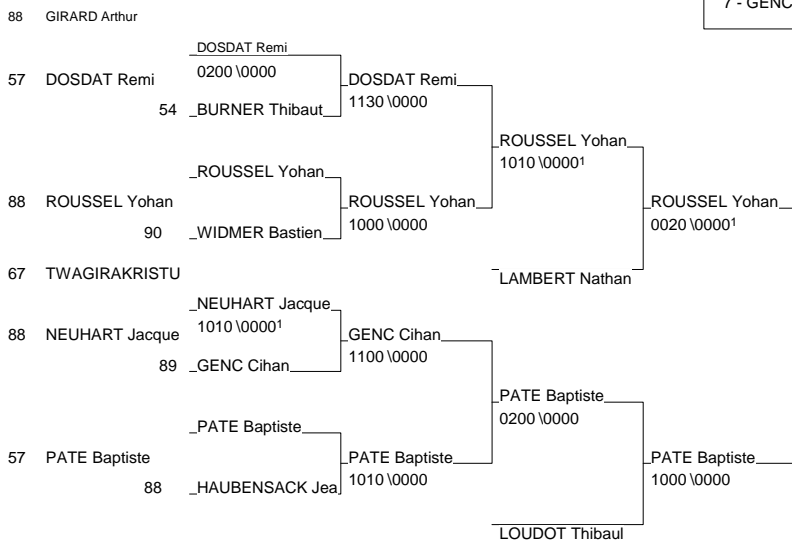 7 - GENC
88 GIRARD Arthur
DOSDAT Remi
57 DOSDAT Remi 0200 \0000 DOSDAT Remi
1130 \0000
54 BURNER Thibaut
ROUSSEL Yohan
1010 \0000¹
ROUSSEL Yohan
88 ROUSSEL Yohan ROUSSEL Yohan ROUSSEL Yohan
90 WIDMER Bastien 1000 \0000 0020 \0000¹
67 TWAGIRAKRISTU LAMBERT Nathan
NEUHART Jacque
88 NEUHART Jacque 1010 \0000¹ GENC Cihan
1100 \0000
89 GENC Cihan
PATE Baptiste
0200 \0000
PATE Baptiste
57 PATE Baptiste PATE Baptiste PATE Baptiste
1010 \0000 1000 \0000
88 HAUBENSACK Jea
LOUDOT Thibaul